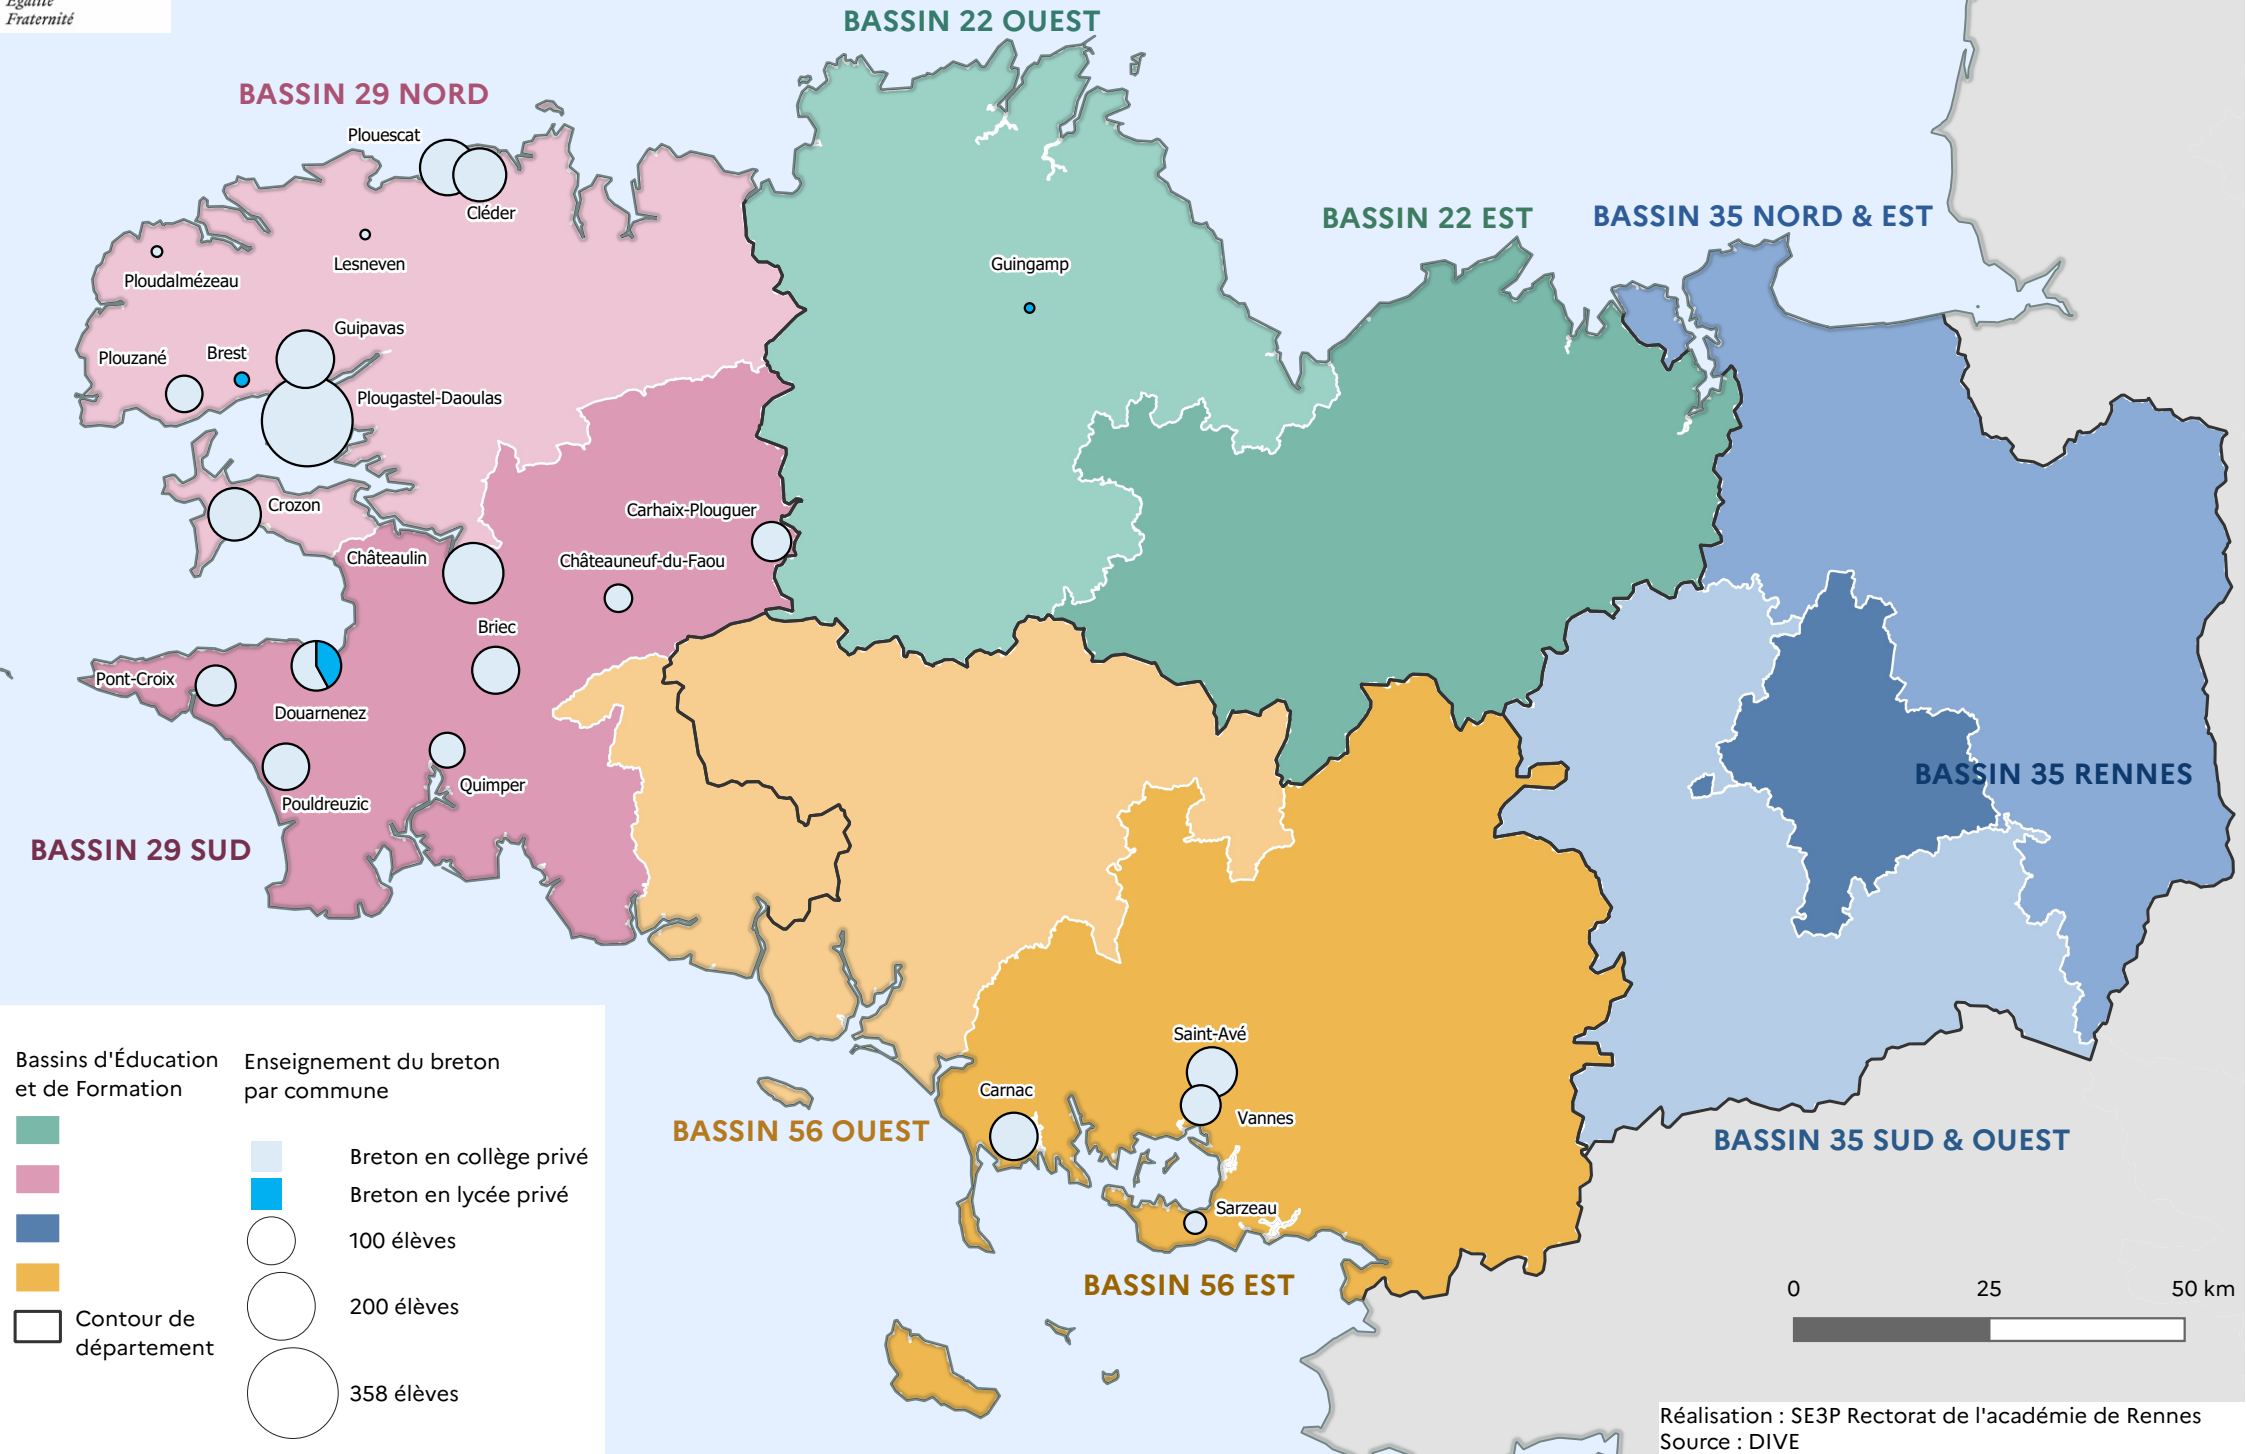 Égalité
Fraternité
BASSIN 22 OUEST
BASSIN 29 NORD
Plouescat
Cléder
BASSIN 22 EST
BASSIN 35 NORD & EST
Lesneven
Guingamp
Ploudalmézeau
Guipavas
Plouzané
Brest
Plougastel-Daoulas
Crozon
Carhaix-Plouguer
Châteaulin
Châteauneuf-du-Faou
Briec
Pont-Croix
Douarnenez
Quimper
Pouldreuzic
BASSIN 35 RENNES
BASSIN 29 SUD
Saint-Avé
Carnac
Vannes
BASSIN 56 OUEST
BASSIN 35 SUD & OUEST
Sarzeau
BASSIN 56 EST
Bassins d'Éducation
et de Formation
Contour de
département
Enseignement du breton
par commune
Breton en collège privé
Breton en lycée privé
100 élèves
200 élèves
358 élèves
0 25 50 km
Réalisation : SE3P Rectorat de l'académie de Rennes
Source : DIVE